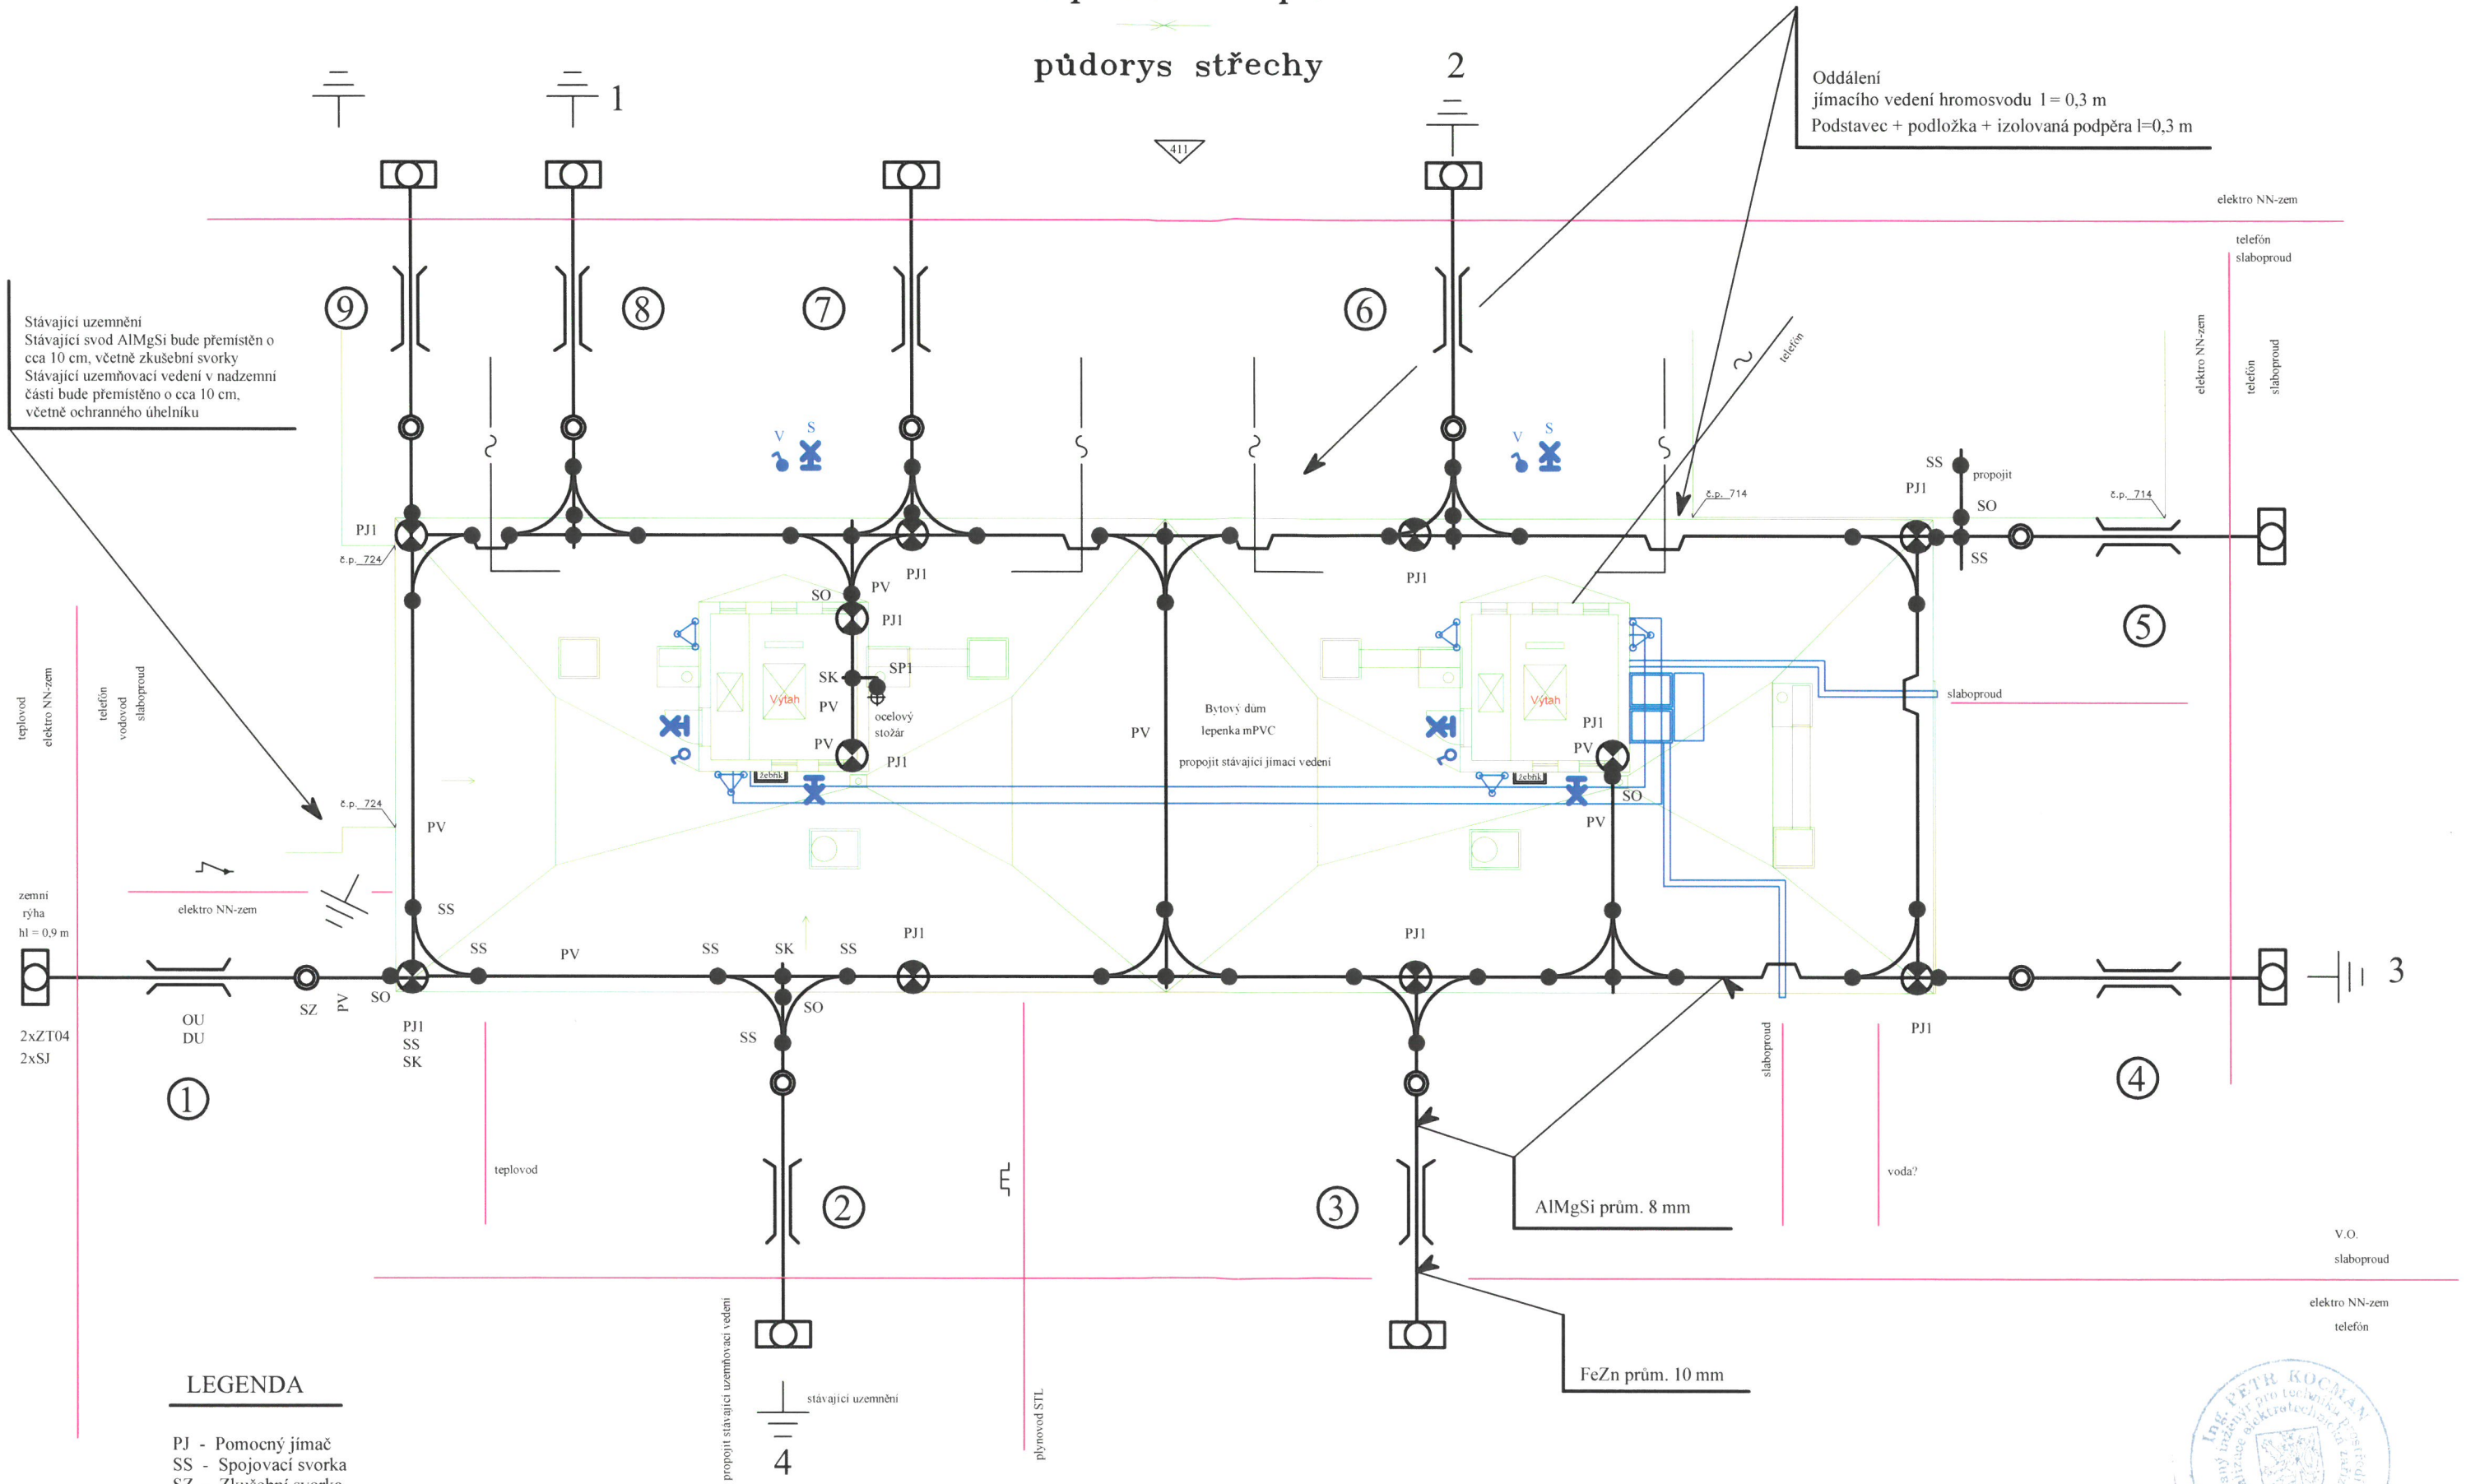 půdorys střechy
1
2
411
Oddálení
jímacího vedení hromosvodu l = 0,3 m
Podstavec + podložka + izolovaná podpěra l=0,3 m
elektro NN-zem
telefón
slaboproud
9
8
7
6
Stávající uzemnění
Stávající svod AlMgSi bude přemístěn o
cca 10 cm, včetně zkušební svorky
Stávající uzemňovací vedení v nadzemní
části bude přemístěno o cca 10 cm,
včetně ochranného úhelníku
telefón
elektro NN-zem
telefón
slaboproud
V S
V S
SS
propojit
PJ1
č.p. 714
č.p. 714
SO
SS
PJ1
č.p. 724
PJ1
PJ1
PV
SO
PJ1
5
SP1
SK
PV
Výtah
ocelový
stožár
PV
PJ1
žebřík
Bytový dům
lepenka mPVC
PV
propojit stávající jímací vedení
Výtah
PJ1
PV
žebřík
SO
PV
slaboproud
teplovod
elektro NN-zem
telefón
vodovod
slaboproud
č.p. 724
PV
zemní
rýha
hl = 0,9 m
elektro NN-zem
SS
SS
PV
SS
SK
SS
PJ1
PJ1
3
SZ
PV
SO
SO
SS
OU
DU
2xZT04
2xSJ
PJ1
SS
SK
PJ1
1
4
slaboproud
teplovod
voda?
2
3
AlMgSi prům. 8 mm
V.O.
slaboproud
elektro NN-zem
telefón
FeZn prům. 10 mm
propojit stávající uzemňovací vedení
stávající uzemnění
4
plynovod STL
LEGENDA
PJ - Pomocný jímač
SS - Spojovací svorka
SZ - Zkušební svorka
Ing. PETR KOCMAN